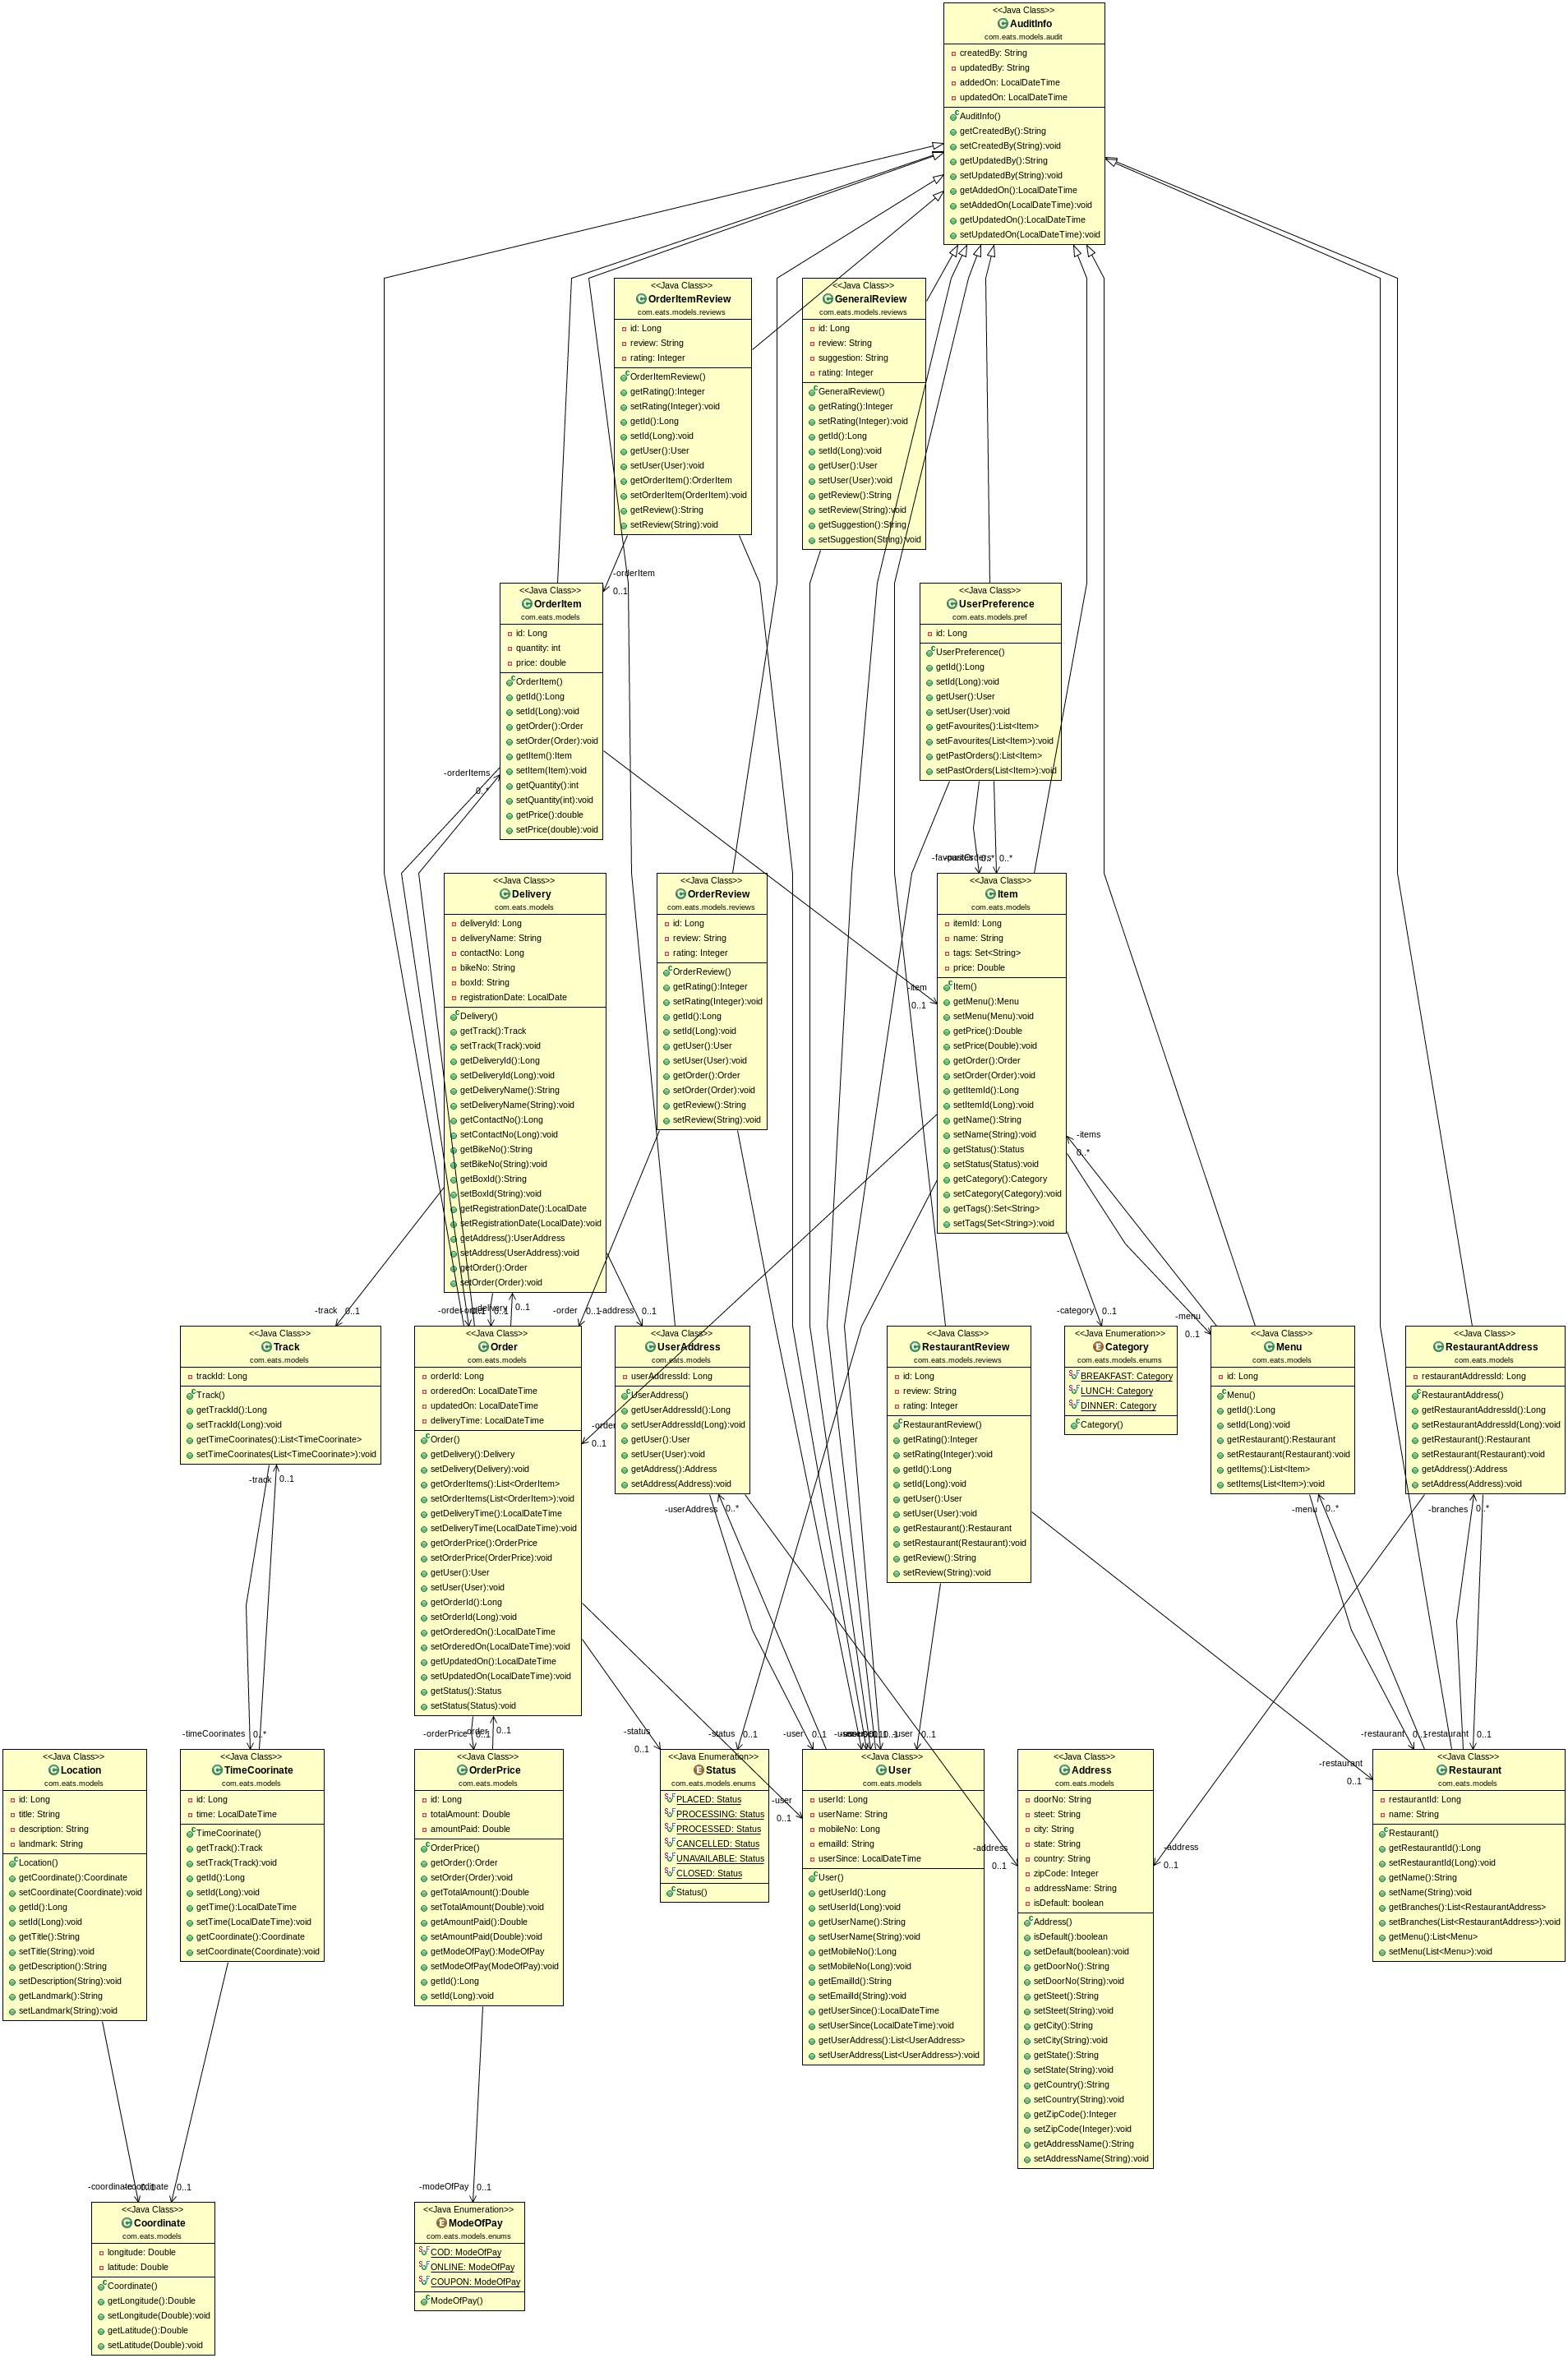 <<Java Class>>
AuditInfo
com.eats.models.audit
createdBy: String
updatedBy: String
addedOn: LocalDateTime
updatedOn: LocalDateTime
AuditInfo()
getCreatedBy():String
setCreatedBy(String):void
getUpdatedBy():String
setUpdatedBy(String):void
getAddedOn():LocalDateTime
setAddedOn(LocalDateTime):void
getUpdatedOn():LocalDateTime
setUpdatedOn(LocalDateTime):void
<<Java Class>>
OrderItemReview
com.eats.models.reviews
id: Long
review: String
rating: Integer
OrderItemReview()
getRating():Integer
setRating(Integer):void
getId():Long
setId(Long):void
getUser():User
setUser(User):void
getOrderItem():OrderItem
setOrderItem(OrderItem):void
getReview():String
setReview(String):void
<<Java Class>>
GeneralReview
com.eats.models.reviews
id: Long
review: String
suggestion: String
rating: Integer
GeneralReview()
getRating():Integer
setRating(Integer):void
getId():Long
setId(Long):void
getUser():User
setUser(User):void
getReview():String
setReview(String):void
getSuggestion():String
setSuggestion(String):void
-orderItem
0..1
<<Java Class>>
OrderItem
com.eats.models
id: Long
quantity: int
price: double
OrderItem()
getId():Long
setId(Long):void
getOrder():Order
setOrder(Order):void
getItem():Item
setItem(Item):void
getQuantity():int
setQuantity(int):void
getPrice():double
setPrice(double):void
-orderItems
0..*
<<Java Class>>
UserPreference
com.eats.models.pref
id: Long
UserPreference()
getId():Long
setId(Long):void
getUser():User
setUser(User):void
getFavourites():List<Item>
setFavourites(List<Item>):void
getPastOrders():List<Item>
setPastOrders(List<Item>):void
0..*
0..*
<<Java Class>>
Delivery
com.eats.models
deliveryId: Long
deliveryName: String
contactNo: Long
bikeNo: String
boxId: String
registrationDate: LocalDate
Delivery()
getTrack():Track
setTrack(Track):void
getDeliveryId():Long
setDeliveryId(Long):void
getDeliveryName():String
setDeliveryName(String):void
getContactNo():Long
setContactNo(Long):void
getBikeNo():String
setBikeNo(String):void
getBoxId():String
setBoxId(String):void
getRegistrationDate():LocalDate
setRegistrationDate(LocalDate):void
getAddress():UserAddress
setAddress(UserAddress):void
getOrder():Order
setOrder(Order):void
<<Java Class>>
OrderReview
com.eats.models.reviews
id: Long
review: String
rating: Integer
OrderReview()
getRating():Integer
setRating(Integer):void
getId():Long
setId(Long):void
getUser():User
setUser(User):void
getOrder():Order
setOrder(Order):void
getReview():String
setReview(String):void
-item
0..1
<<Java Class>>
Item
com.eats.models
itemId: Long
name: String
tags: Set<String>
price: Double
Item()
getMenu():Menu
setMenu(Menu):void
getPrice():Double
setPrice(Double):void
getOrder():Order
setOrder(Order):void
getItemId():Long
setItemId(Long):void
getName():String
setName(String):void
getStatus():Status
setStatus(Status):void
getCategory():Category
setCategory(Category):void
getTags():Set<String>
setTags(Set<String>):void
-items
0..*
-track
0..1
-order
0..1
-order
0..1
-address
0..1
-category
0..1
-menu
0..1
<<Java Class>>
Track
com.eats.models
trackId: Long
Track()
getTrackId():Long
setTrackId(Long):void
getTimeCoorinates():List<TimeCoorinate>
setTimeCoorinates(List<TimeCoorinate>):void
-track
0..1
<<Java Class>>
Order
com.eats.models
orderId: Long
orderedOn: LocalDateTime
updatedOn: LocalDateTime
deliveryTime: LocalDateTime
Order()
getDelivery():Delivery
setDelivery(Delivery):void
getOrderItems():List<OrderItem>
setOrderItems(List<OrderItem>):void
getDeliveryTime():LocalDateTime
setDeliveryTime(LocalDateTime):void
getOrderPrice():OrderPrice
setOrderPrice(OrderPrice):void
getUser():User
setUser(User):void
getOrderId():Long
setOrderId(Long):void
getOrderedOn():LocalDateTime
setOrderedOn(LocalDateTime):void
getUpdatedOn():LocalDateTime
setUpdatedOn(LocalDateTime):void
getStatus():Status
setStatus(Status):void
-order
0..1
<<Java Class>>
UserAddress
com.eats.models
userAddressId: Long
UserAddress()
getUserAddressId():Long
setUserAddressId(Long):void
getUser():User
setUser(User):void
getAddress():Address
setAddress(Address):void
-userAddress
0..*
<<Java Class>>
RestaurantReview
com.eats.models.reviews
id: Long
review: String
rating: Integer
RestaurantReview()
getRating():Integer
setRating(Integer):void
getId():Long
setId(Long):void
getUser():User
setUser(User):void
getRestaurant():Restaurant
setRestaurant(Restaurant):void
getReview():String
setReview(String):void
<<Java Enumeration>>
Category
com.eats.models.enums
BREAKFAST: Category
LUNCH: Category
DINNER: Category
Category()
<<Java Class>>
Menu
com.eats.models
id: Long
Menu()
getId():Long
setId(Long):void
getRestaurant():Restaurant
setRestaurant(Restaurant):void
getItems():List<Item>
setItems(List<Item>):void
-menu
0..*
<<Java Class>>
RestaurantAddress
com.eats.models
restaurantAddressId: Long
RestaurantAddress()
getRestaurantAddressId():Long
setRestaurantAddressId(Long):void
getRestaurant():Restaurant
setRestaurant(Restaurant):void
getAddress():Address
setAddress(Address):void
-branches
0..*
-timeCoorinates
0..*
-orderPrice
0..1
-order
0..1
-status
0..1
-status
0..1
-user
0..1
-user
0..1
-restaurant
0..1
-restaurant
0..1
-restaurant
0..1
<<Java Class>>
Location
com.eats.models
id: Long
title: String
description: String
landmark: String
Location()
getCoordinate():Coordinate
setCoordinate(Coordinate):void
getId():Long
setId(Long):void
getTitle():String
setTitle(String):void
getDescription():String
setDescription(String):void
getLandmark():String
setLandmark(String):void
<<Java Class>>
TimeCoorinate
com.eats.models
id: Long
time: LocalDateTime
TimeCoorinate()
getTrack():Track
setTrack(Track):void
getId():Long
setId(Long):void
getTime():LocalDateTime
setTime(LocalDateTime):void
getCoordinate():Coordinate
setCoordinate(Coordinate):void
<<Java Class>>
OrderPrice
com.eats.models
id: Long
totalAmount: Double
amountPaid: Double
OrderPrice()
getOrder():Order
setOrder(Order):void
getTotalAmount():Double
setTotalAmount(Double):void
getAmountPaid():Double
setAmountPaid(Double):void
getModeOfPay():ModeOfPay
setModeOfPay(ModeOfPay):void
getId():Long
setId(Long):void
<<Java Enumeration>>
Status
com.eats.models.enums
PLACED: Status
PROCESSING: Status
PROCESSED: Status
CANCELLED: Status
UNAVAILABLE: Status
CLOSED: Status
Status()
-user
0..1
<<Java Class>>
User
com.eats.models
userId: Long
userName: String
mobileNo: Long
emailId: String
userSince: LocalDateTime
User()
getUserId():Long
setUserId(Long):void
getUserName():String
setUserName(String):void
getMobileNo():Long
setMobileNo(Long):void
getEmailId():String
setEmailId(String):void
getUserSince():LocalDateTime
setUserSince(LocalDateTime):void
getUserAddress():List<UserAddress>
setUserAddress(List<UserAddress>):void
-address
0..1
<<Java Class>>
Address
com.eats.models
doorNo: String
steet: String
city: String
state: String
country: String
zipCode: Integer
addressName: String
isDefault: boolean
Address()
isDefault():boolean
setDefault(boolean):void
getDoorNo():String
setDoorNo(String):void
getSteet():String
setSteet(String):void
getCity():String
setCity(String):void
getState():String
setState(String):void
getCountry():String
setCountry(String):void
getZipCode():Integer
setZipCode(Integer):void
getAddressName():String
setAddressName(String):void
-address
0..1
<<Java Class>>
Restaurant
com.eats.models
restaurantId: Long
name: String
Restaurant()
getRestaurantId():Long
setRestaurantId(Long):void
getName():String
setName(String):void
getBranches():List<RestaurantAddress>
setBranches(List<RestaurantAddress>):void
getMenu():List<Menu>
setMenu(List<Menu>):void
-coordinate
0..1
-modeOfPay
0..1
<<Java Class>>
Coordinate
com.eats.models
longitude: Double
latitude: Double
Coordinate()
getLongitude():Double
setLongitude(Double):void
getLatitude():Double
setLatitude(Double):void
<<Java Enumeration>>
ModeOfPay
com.eats.models.enums
COD: ModeOfPay
ONLINE: ModeOfPay
COUPON: ModeOfPay
ModeOfPay()